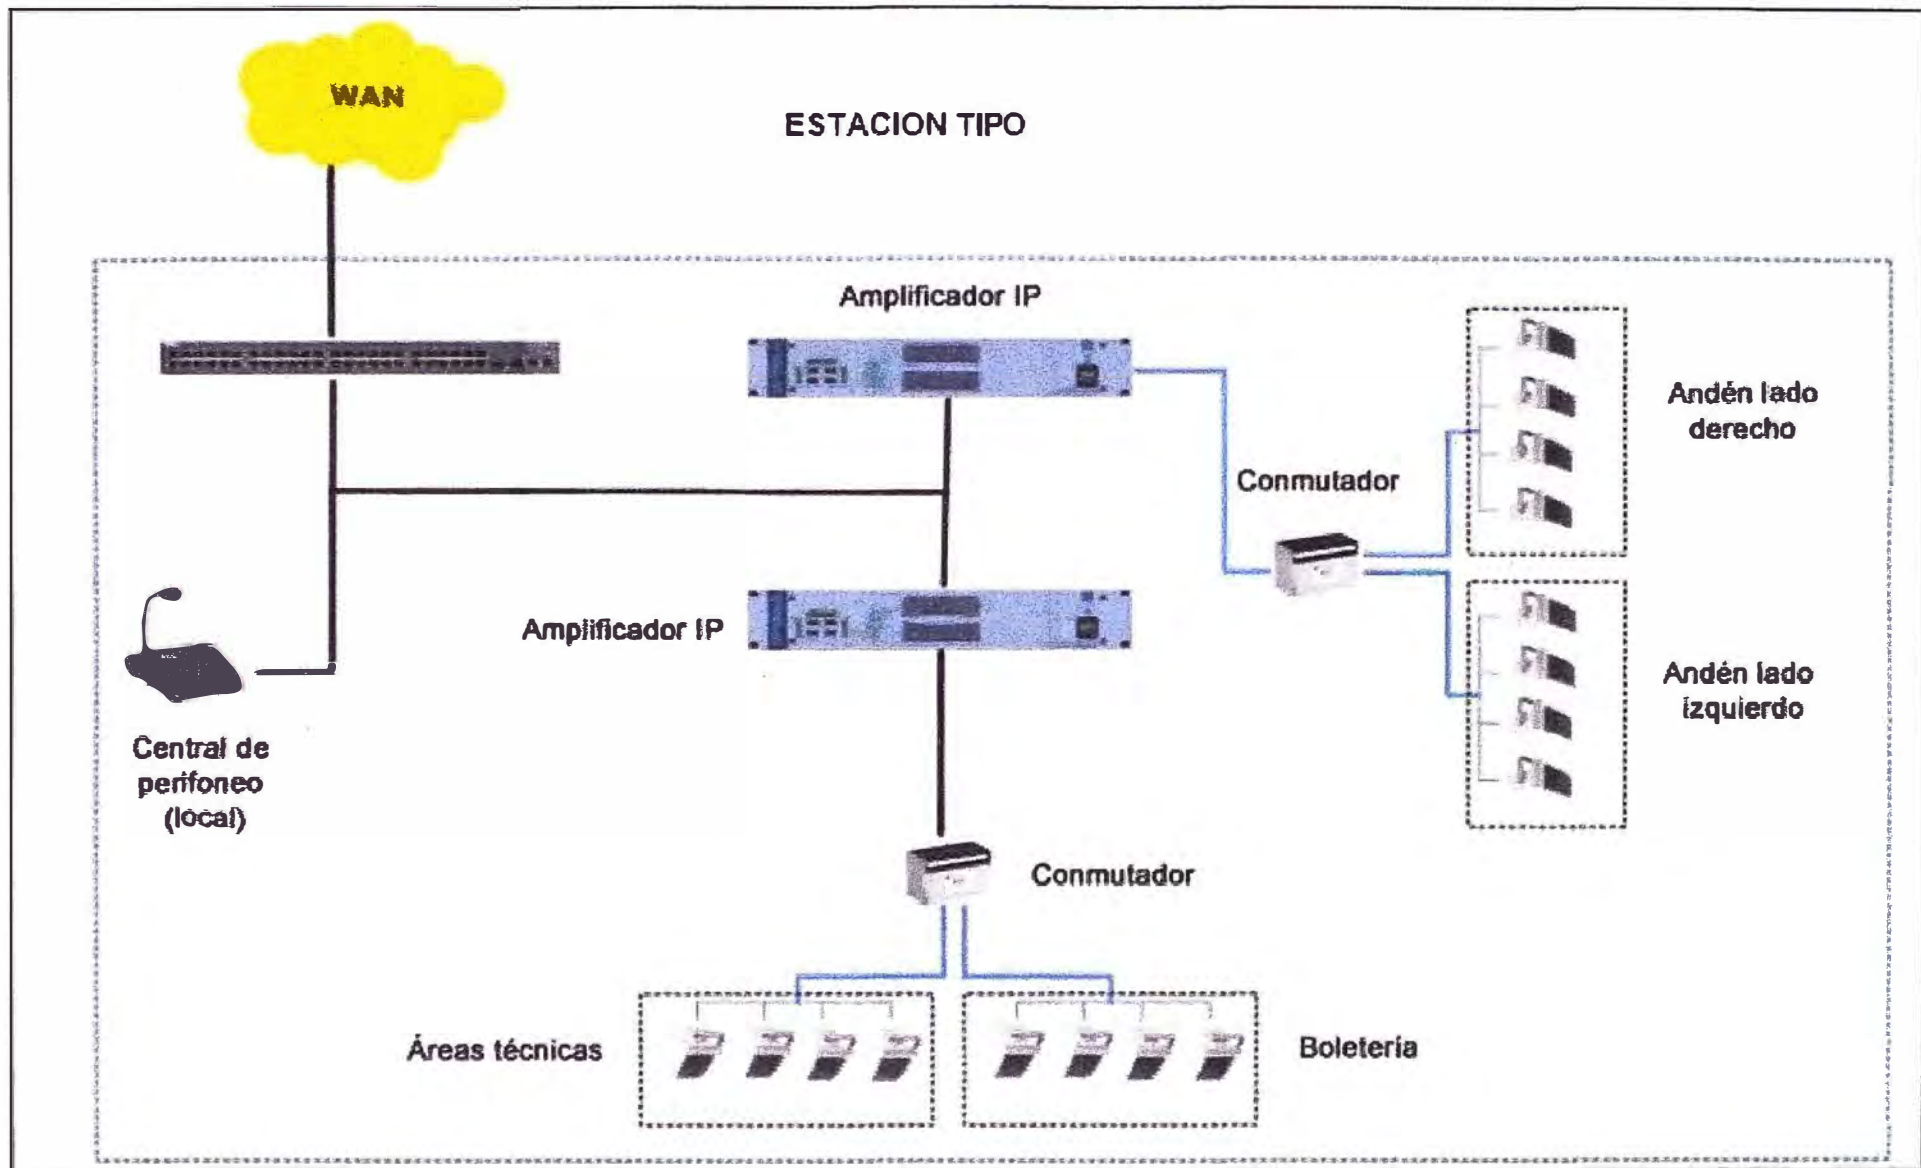 WAN
ESTACION TIPO
Amplificador IP
Andén lado
derecho
Conmutador
Amplificador IP
Andén lado
izquierdo
Central de
perifoneo
(local)
Conmutador
Áreas técnicas
Boletería